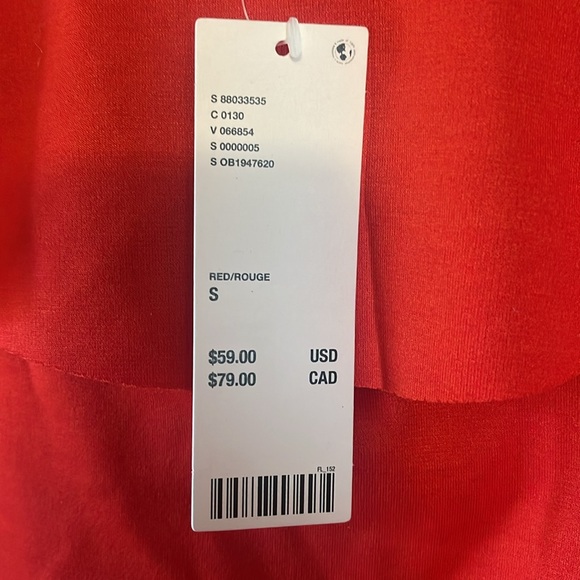 S 88033535
C 0130
V 066854
S 0000005
S OB1947620
RED/ROUGE
S
$59.00 USD
$79.00 CAD
FL_152